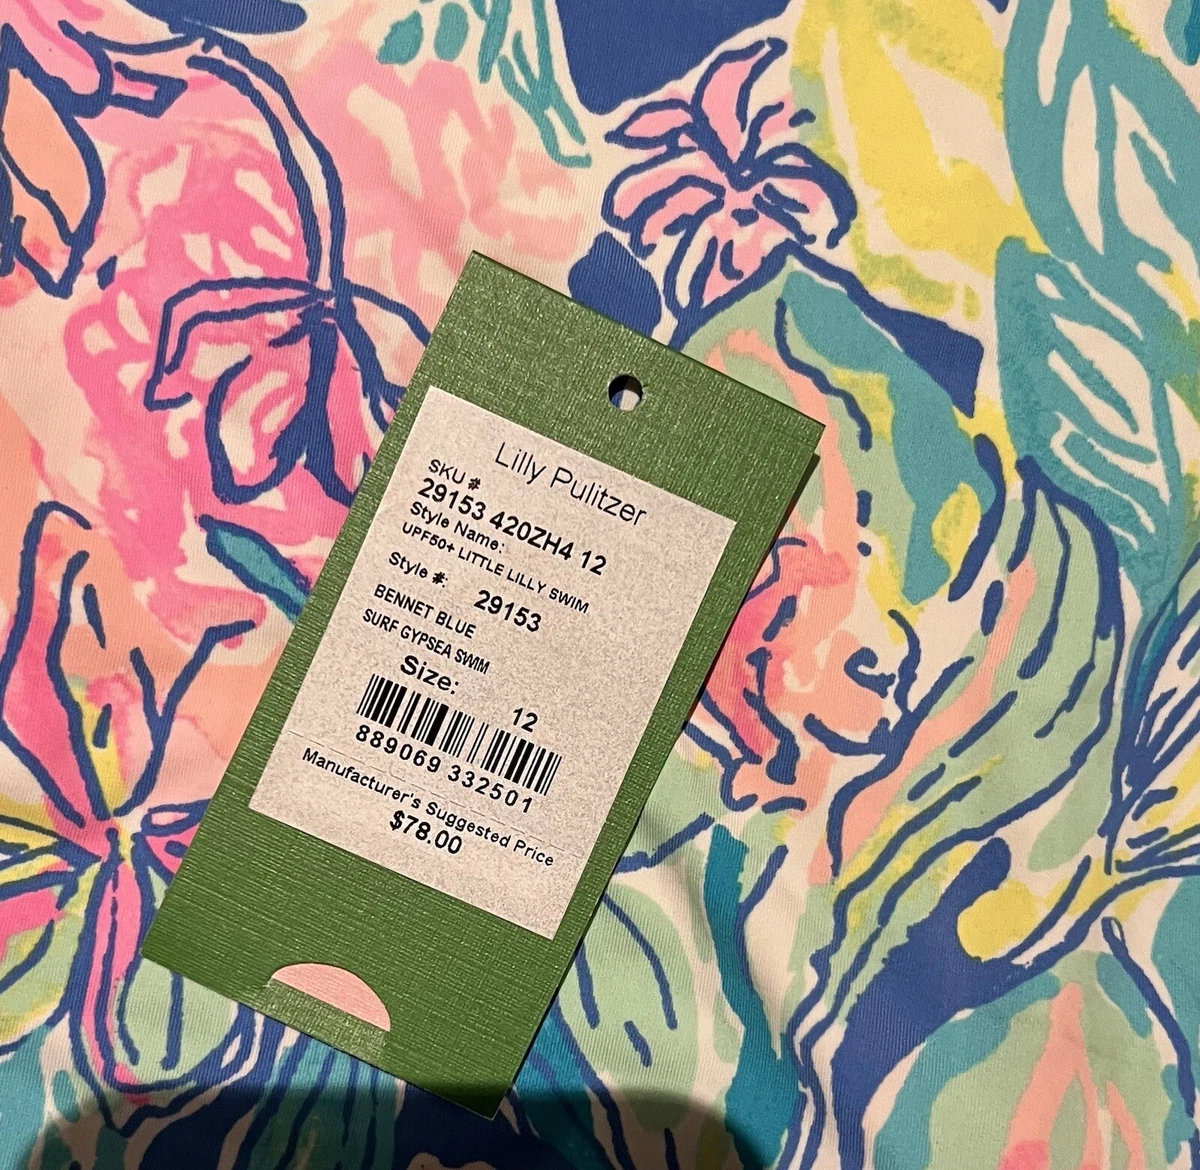 Lilly Pulitzer
SKU #
29153 420ZH4 12
Style Name:
UPF50+ LITTLE LILLY SWIM
Style #: 29153
BENNET BLUE
SURF GYPSEA SWIM
Size: 12
889069 332501
Manufacturer's Suggested Price
$78.00